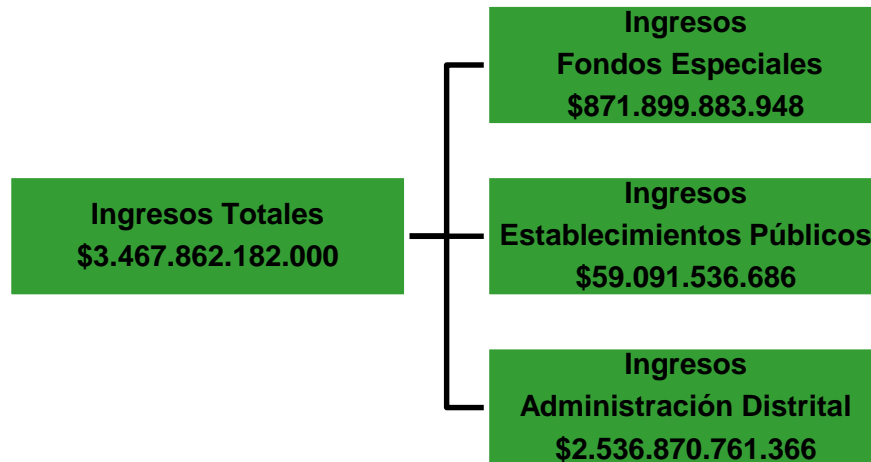 Ingresos Totales
$3.467.862.182.000
Ingresos
Fondos Especiales
$871.899.883.948
Ingresos
Establecimientos Públicos
$59.091.536.686
Ingresos
Administración Distrital
$2.536.870.761.366